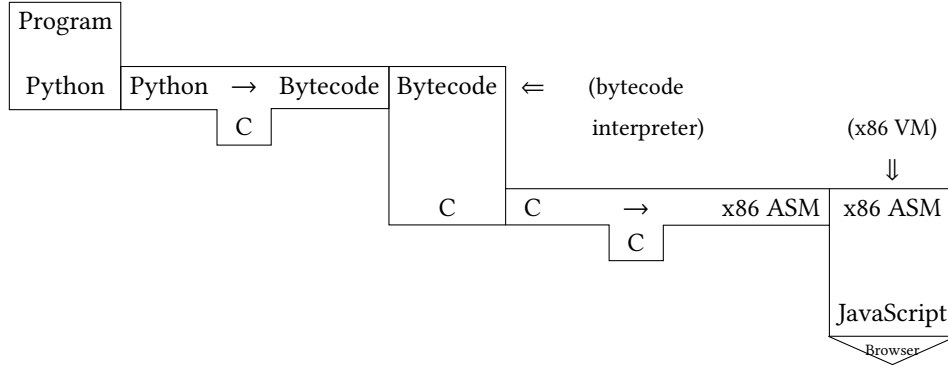 Program
Python Python → Bytecode Bytecode ⇐ (bytecode
C interpreter) (x86 VM)
⇓
C C → x86 ASM x86 ASM
C
JavaScript
Browser